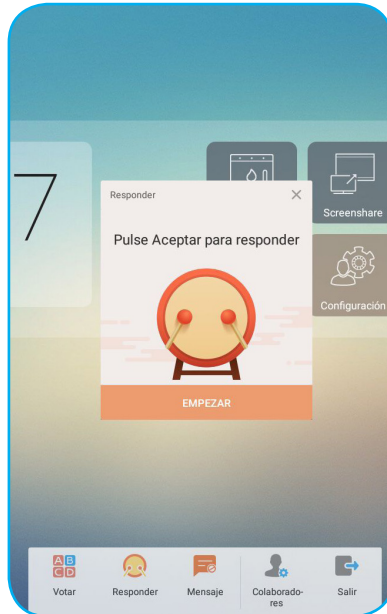 7
Responder
Screenshare
Pulse Aceptar para responder
Configuración
EMPEZAR
A B
C D
Votar
Responder
Mensaje
Colaborado-
res
Salir